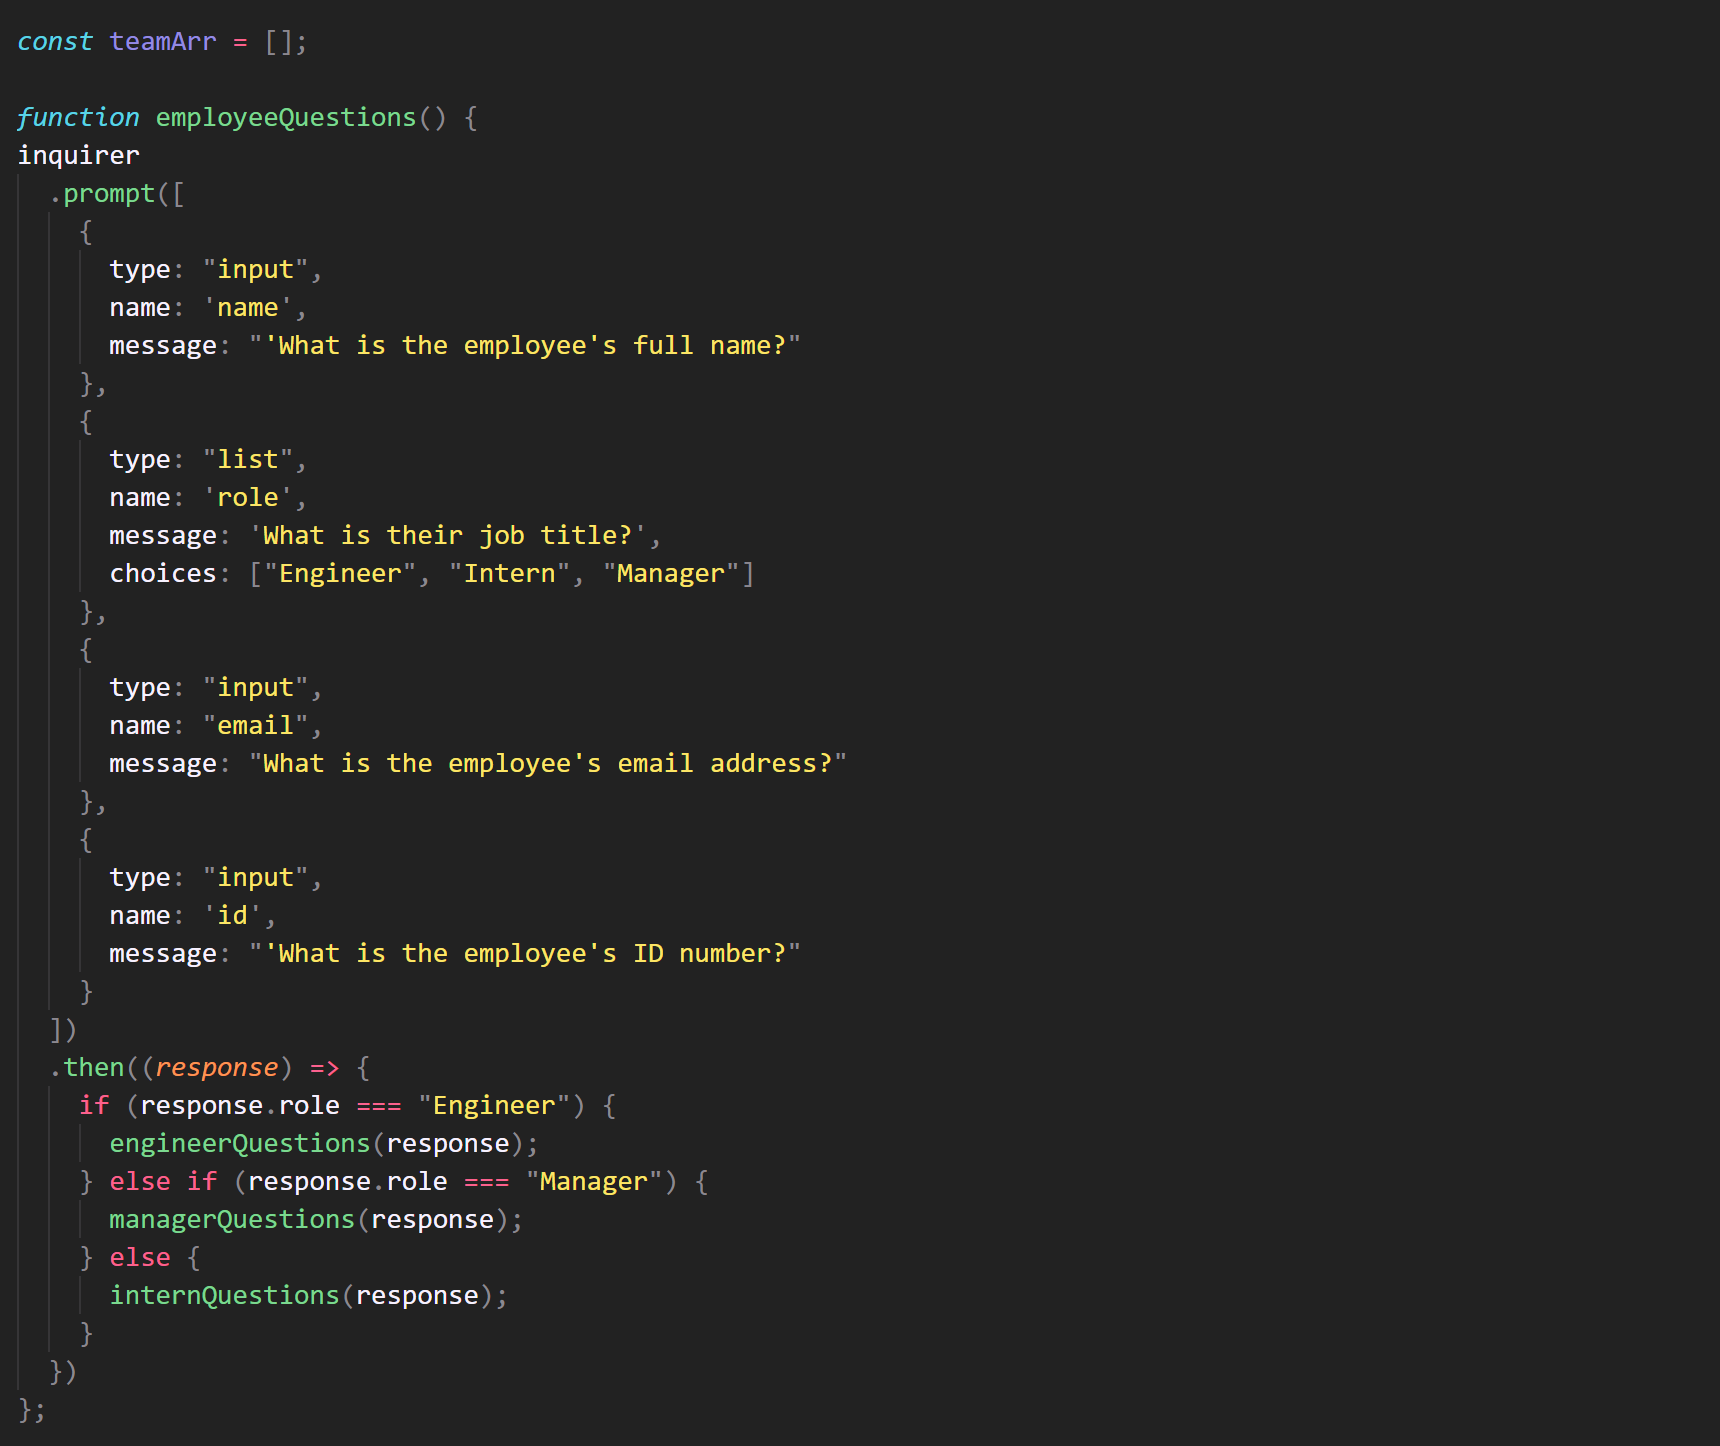 const teamArr = [];
function employeeQuestions() {
inquirer
.prompt([
{
type: "input",
name: 'name',
message: "'What is the employee's full name?"
},
{
type: "list",
name: 'role',
message: 'What is their job title?',
choices: ["Engineer", "Intern", "Manager"]
},
{
type: "input",
name: "email",
message: "What is the employee's email address?"
},
{
type: "input",
name: 'id',
message: "'What is the employee's ID number?"
}
])
.then((response) => {
if (response.role === "Engineer") {
engineerQuestions(response);
} else if (response.role === "Manager") {
managerQuestions(response);
} else {
internQuestions(response);
}
})
};